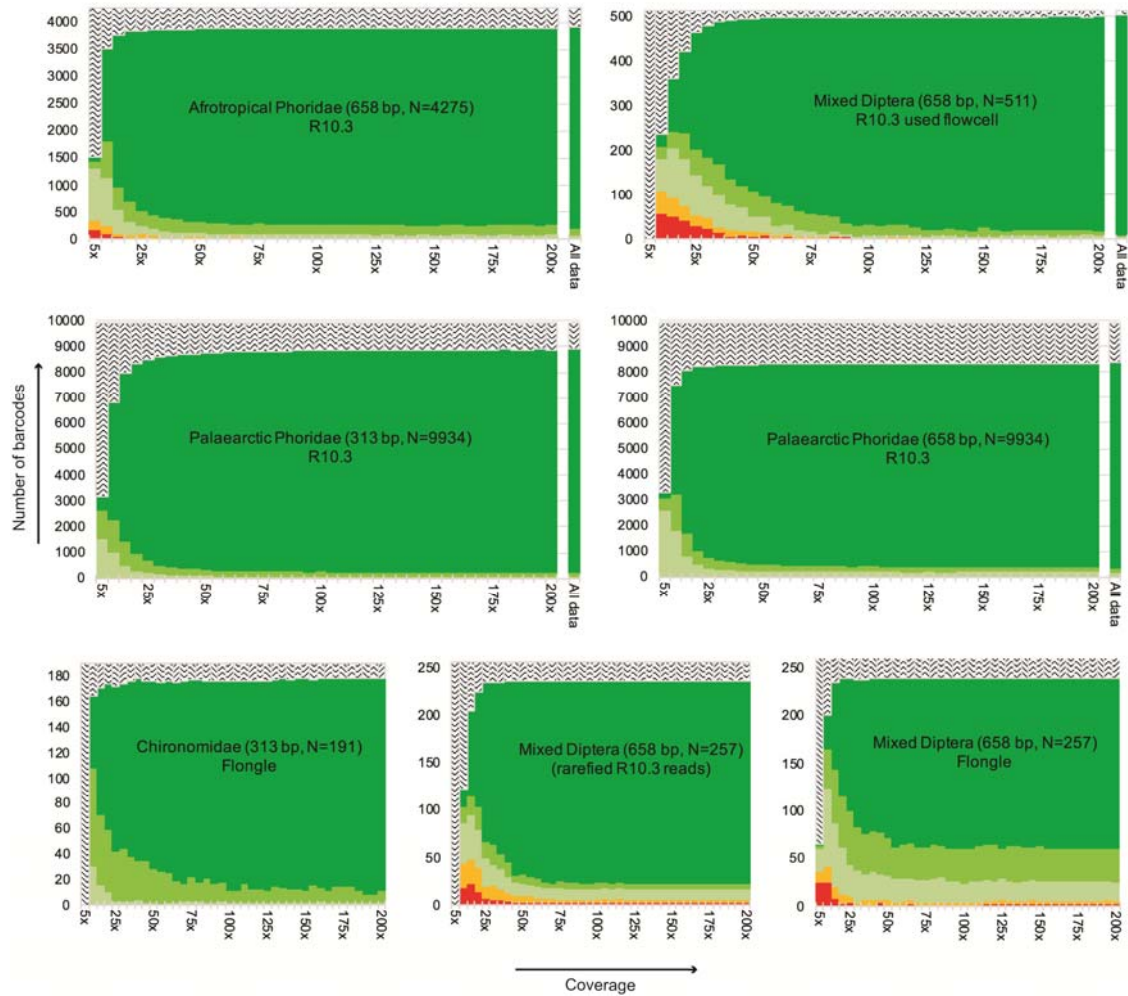 4000
3500
3000
2500
2000
1500
1000
500
0
Afrotropical Phoridae (658 bp, N=4275)
R10.3
5x
25x
50x
75x
100x
125x
150x
175x
200x
All data
500
400
300
200
100
0
Mixed Diptera (658 bp, N=511)
R10.3 used flowcell
5x
25x
50x
75x
100x
125x
150x
175x
200x
All data
Number of barcodes
10000
9000
8000
7000
6000
5000
4000
3000
2000
1000
0
Palaearctic Phoridae (313 bp, N=9934)
R10.3
5x
25x
50x
75x
100x
125x
150x
175x
200x
All data
10000
9000
8000
7000
6000
5000
4000
3000
2000
1000
0
Palaearctic Phoridae (658 bp, N=9934)
R10.3
5x
25x
50x
75x
100x
125x
150x
175x
200x
All data
180
160
140
120
100
80
60
40
20
0
Chironomidae (313 bp, N=191)
Flongle
5x
25x
50x
75x
100x
125x
150x
175x
200x
250
200
150
100
50
0
Mixed Diptera (658 bp, N=257)
(rarefied R10.3 reads)
5x
25x
50x
75x
100x
125x
150x
175x
200x
250
200
150
100
50
0
Mixed Diptera (658 bp, N=257)
Flongle
5x
25x
50x
75x
100x
125x
150x
175x
200x
Coverage